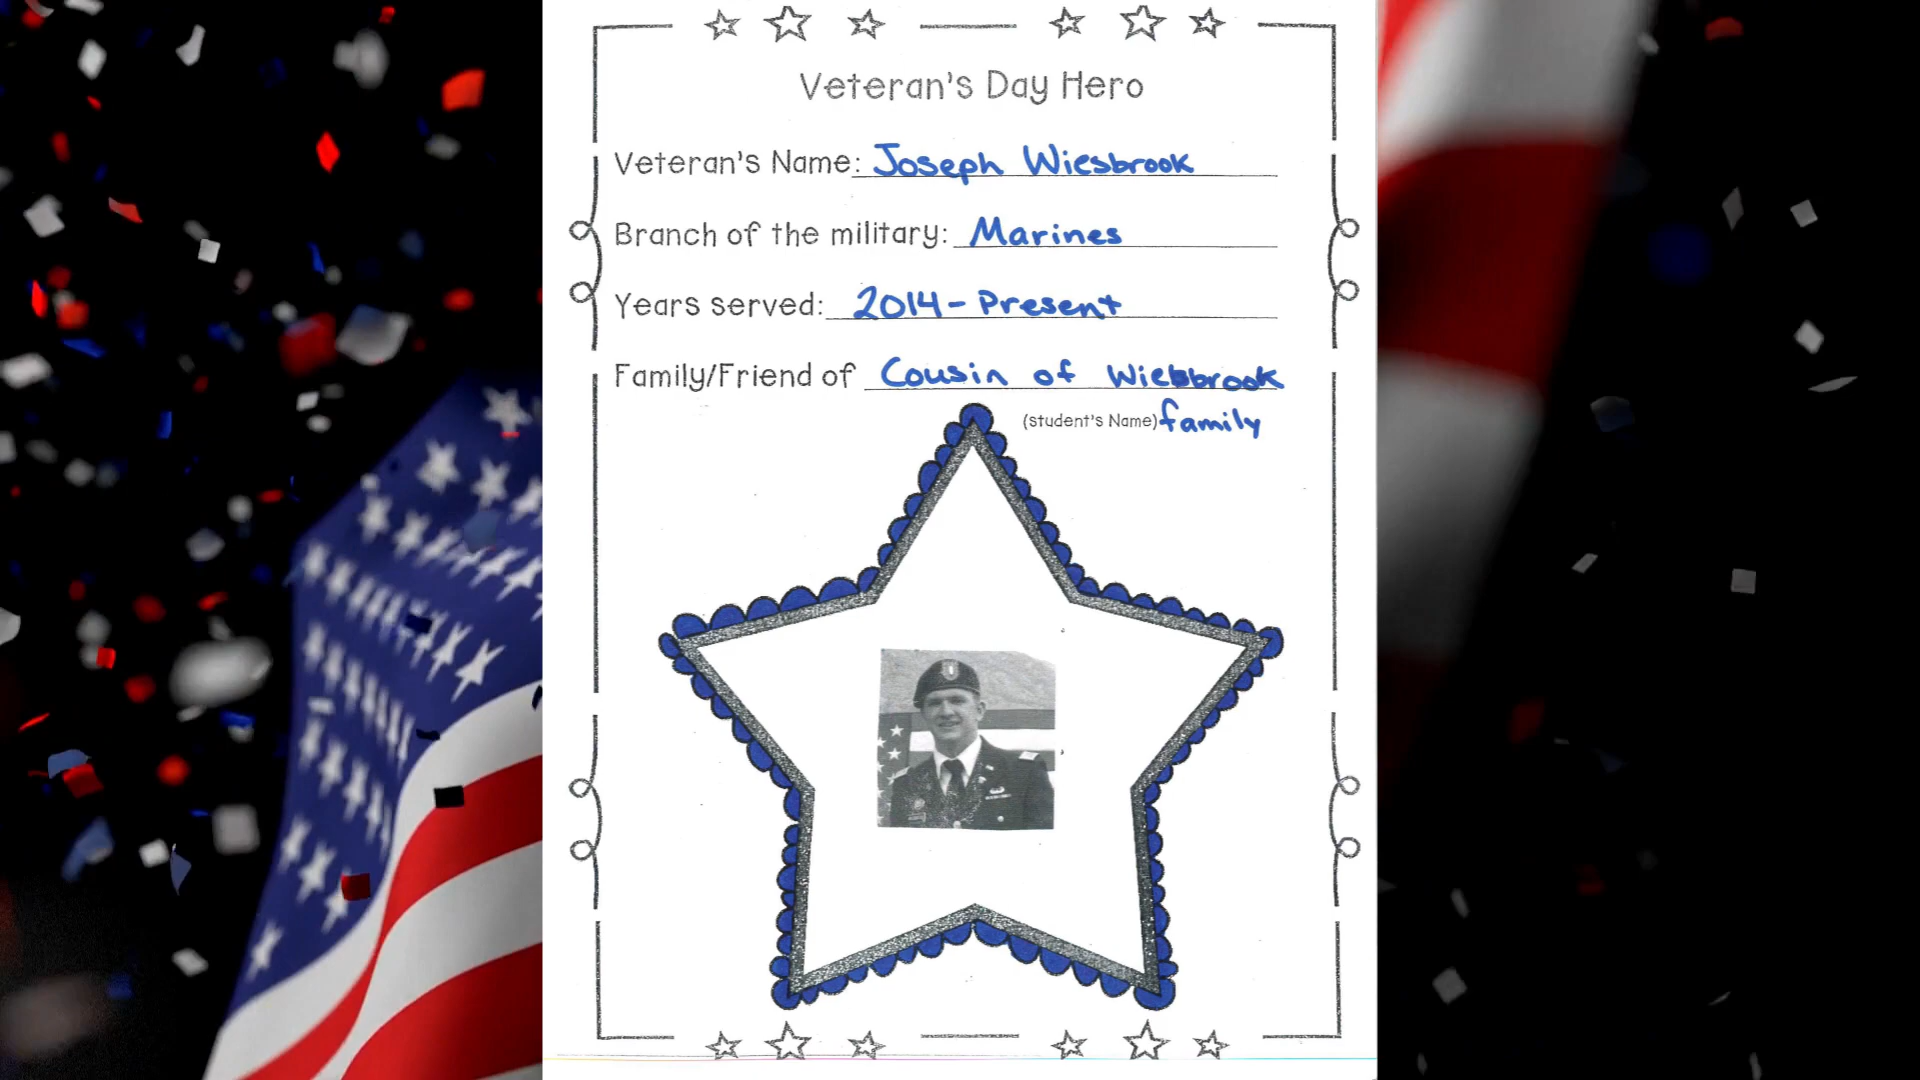 Veteran's Day Hero
Veteran's Name: Joseph Wiesbrook
Branch of the military: Marines
Years served: 2014-Present
Family/Friend of Cousin of Wiesbrook
(student's Name) family